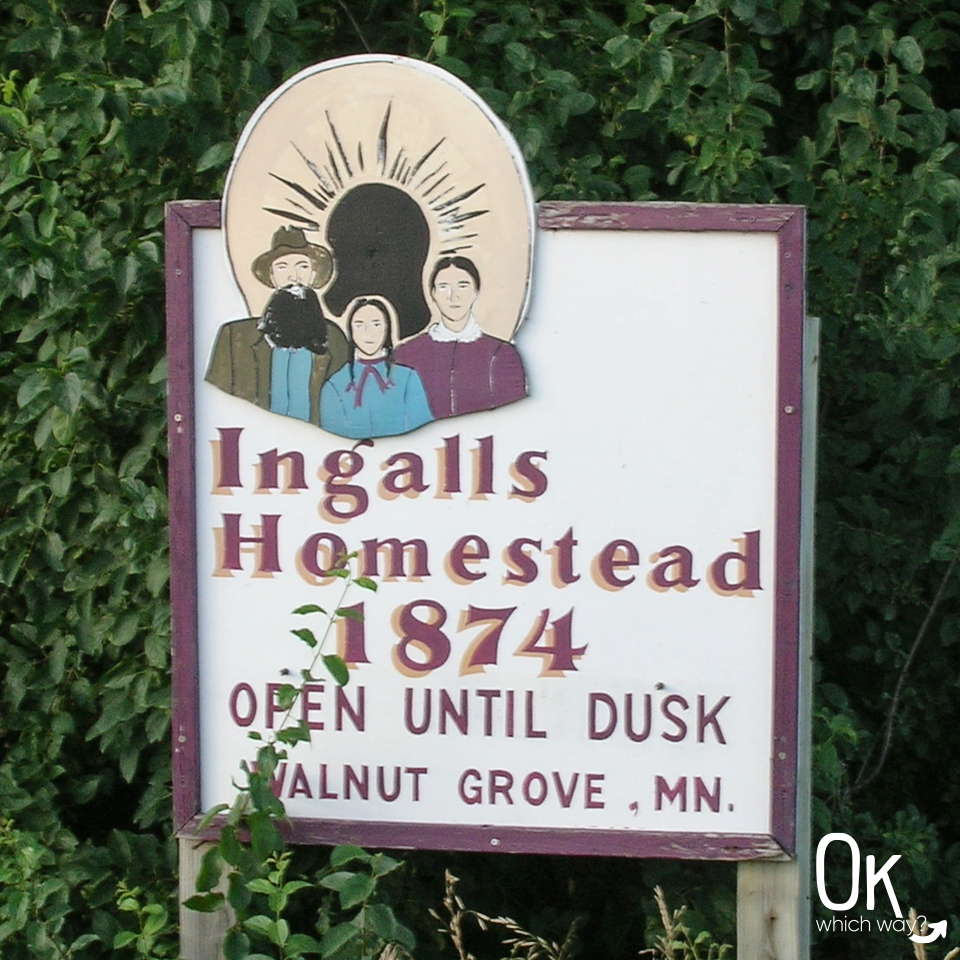 Ingalls
Homestead
1874
OPEN UNTIL DUSK
WALNUT GROVE, MN.
OK
which way?